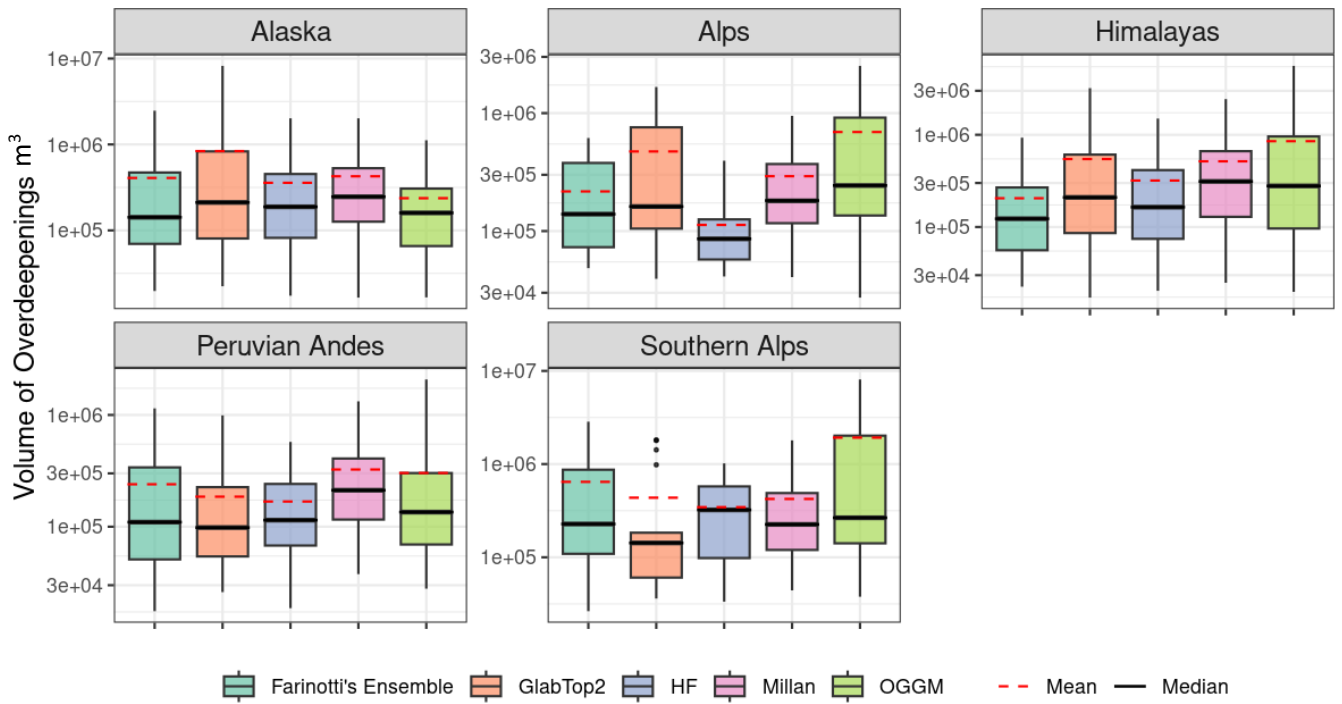 Volume of Overdeepenings m³
Alaska
1e+07
1e+06
1e+05
Alps
3e+06
1e+06
3e+05
1e+05
3e+04
Himalayas
3e+06
1e+06
3e+05
1e+05
3e+04
Peruvian Andes
1e+06
3e+05
1e+05
3e+04
Southern Alps
1e+07
1e+06
1e+05
Farinotti's Ensemble GlabTop2 HF Millan OGGM Mean Median